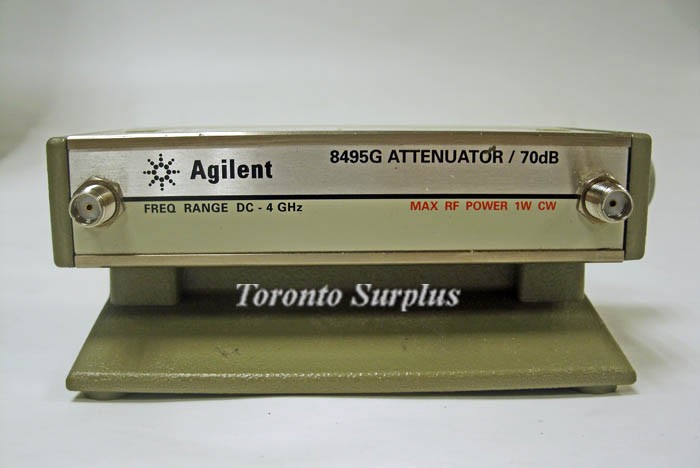 Agilent
8495G ATTENUATOR / 70dB
FREQ RANGE DC - 4 GHz
MAX RF POWER 1W CW
Toronto Surplus